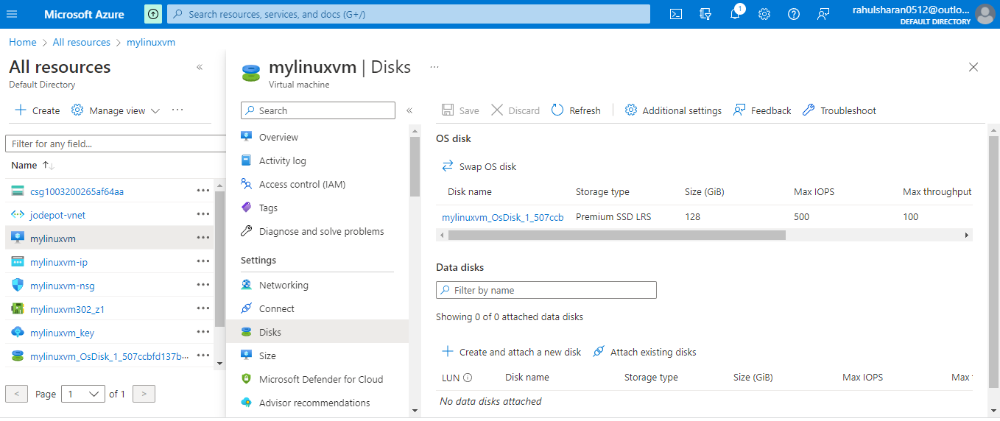 Microsoft Azure
Search resources, services, and docs (G+/)
1
rahulsharan0512@outlo...
DEFAULT DIRECTORY
Home > All resources > mylinuxvm
All resources
Default Directory
Create
Manage view
Filter for any field...
Name
csg1003200265af64aa
jodepot-vnet
mylinuxvm
mylinuxvm-ip
mylinuxvm-nsg
mylinuxvm302_z1
mylinuxvm_key
mylinuxvm_OsDisk_1_507ccbfd137b...
< Page 1 of 1 >
mylinuxvm | Disks
Virtual machine
Search
Overview
Activity log
Access control (IAM)
Tags
Diagnose and solve problems
Settings
Networking
Connect
Disks
Size
Microsoft Defender for Cloud
Advisor recommendations
Save Discard Refresh Additional settings Feedback Troubleshoot
OS disk
Swap OS disk
Disk name Storage type Size (GiB) Max IOPS Max throughput
mylinuxvm_OsDisk_1_507ccb Premium SSD LRS 128 500 100
Data disks
Filter by name
Showing 0 of 0 attached data disks
Create and attach a new disk Attach existing disks
LUN Disk name Storage type Size (GiB) Max IOPS Max
No data disks attached